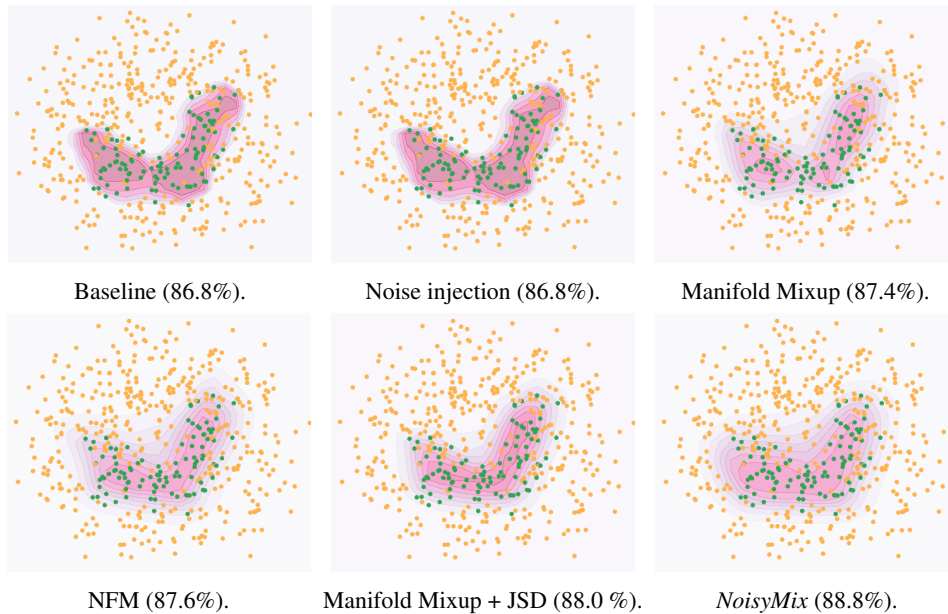 Baseline (86.8%).
Noise injection (86.8%).
Manifold Mixup (87.4%).
NFM (87.6%).
Manifold Mixup + JSD (88.0 %).
NoisyMix (88.8%).